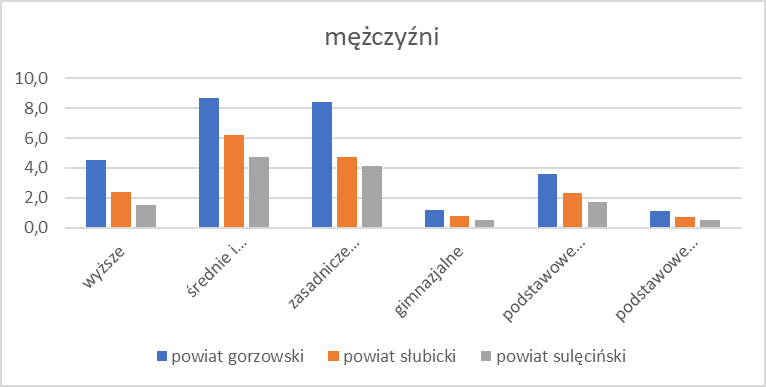 mężczyźni
10,0
8,0
6,0
4,0
2,0
0,0
wyższe
średnie i...
zasadnicze...
gimnazjalne
podstawowe...
podstawowe...
powiat gorzowski powiat słubicki powiat sulęciński